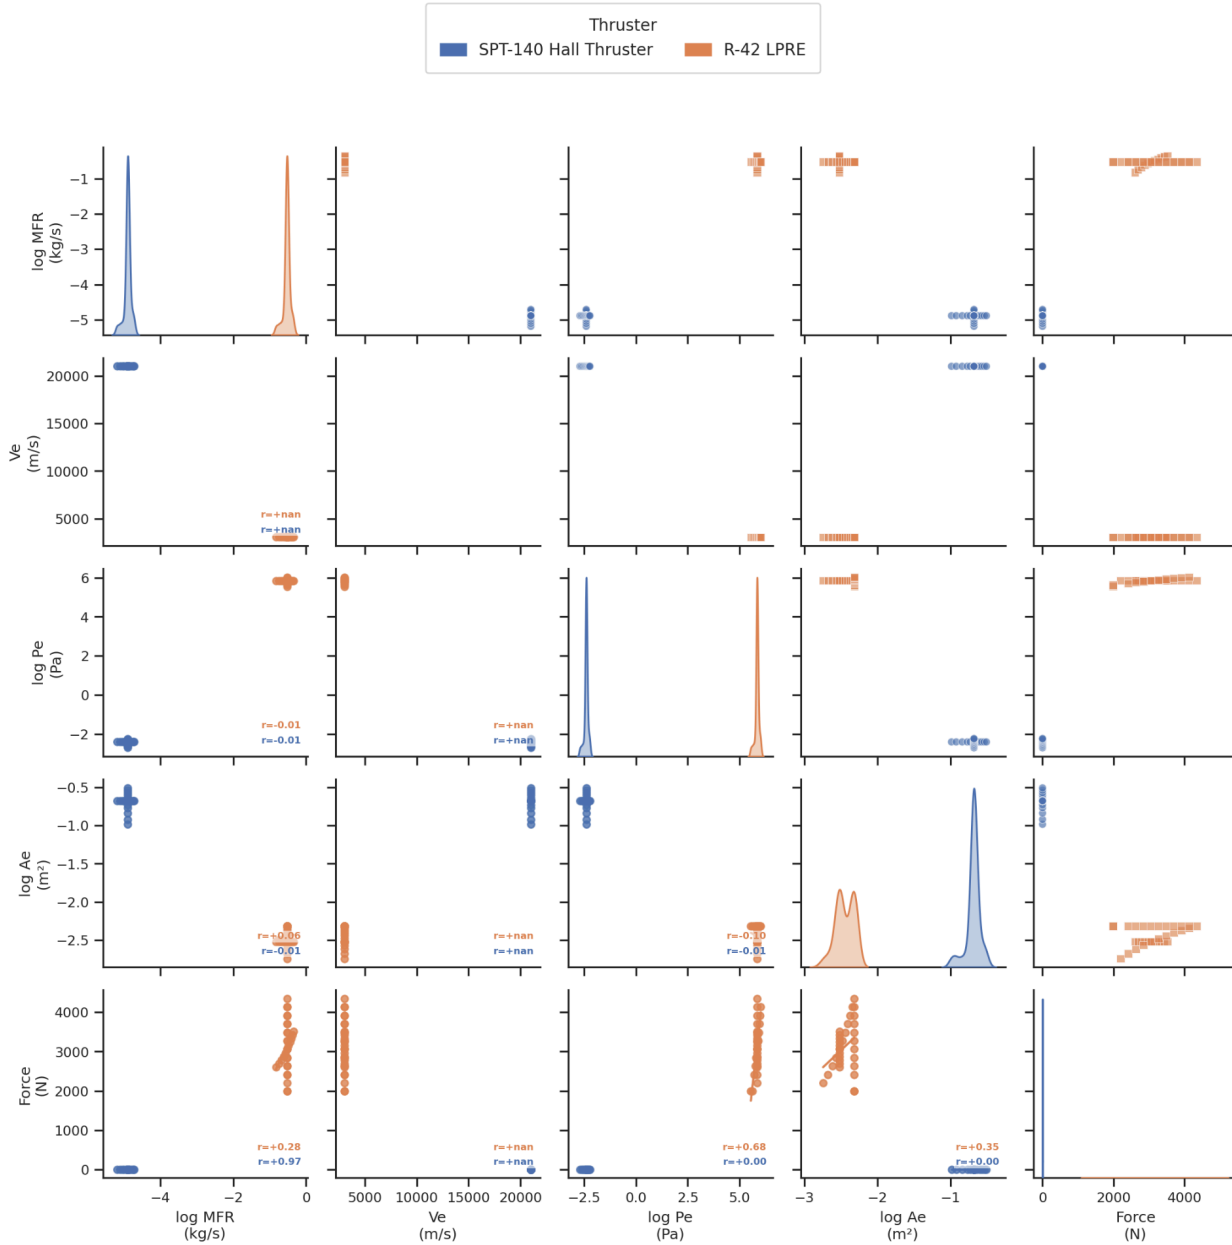 Thruster
SPT-140 Hall Thruster R-42 LPRE
log MFR
(kg/s)
−1
−2
−3
−4
−5
Ve
(m/s)
20000
15000
10000
5000
r=+nan
r=+nan
log Pe
(Pa)
6
4
2
0
−2
r=-0.01
r=-0.01
r=+nan
r=+nan
log Ae
(m²)
−0.5
−1.0
−1.5
−2.0
−2.5
r=+0.06
r=-0.01
r=+nan
r=+nan
r=-0.10
r=-0.01
Force
(N)
4000
3000
2000
1000
0
r=+0.28
r=+0.97
r=+nan
r=+nan
r=+0.68
r=+0.00
r=+0.35
r=+0.00
−4 −2 0
log MFR
(kg/s)
5000 10000 15000 20000
Ve
(m/s)
−2.5 0.0 2.5 5.0
log Pe
(Pa)
−3 −2 −1
log Ae
(m²)
0 2000 4000
Force
(N)